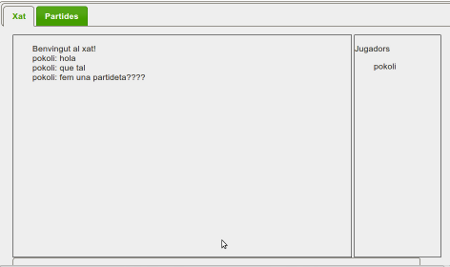 Xat
Partides
Benvingut al xat!
pokoli: hola
pokoli: que tal
pokoli: fem una partideta????
Jugadors
pokoli